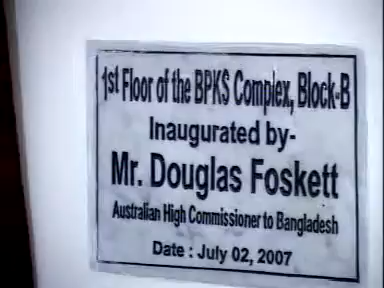 1st Floor of the BPKS Complex, Block-B
Inaugurated by-
Mr. Douglas Foskett
Australian High Commissioner to Bangladesh
Date : July 02, 2007